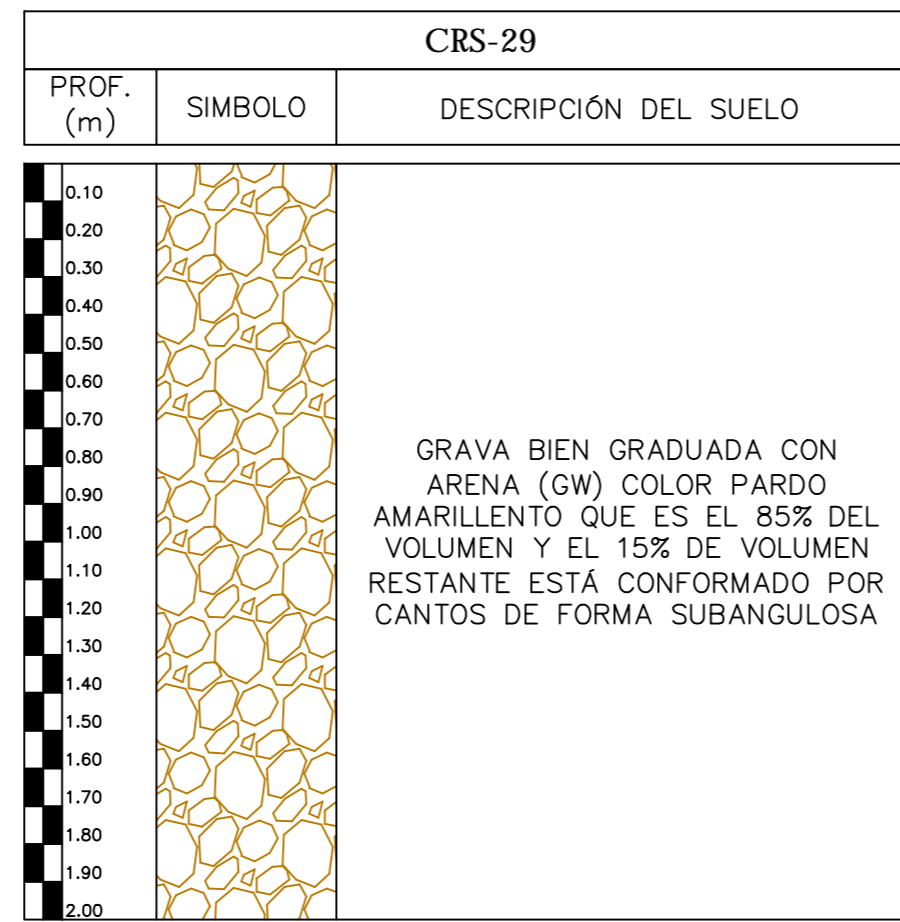 CRS-29
PROF.
(m)
SIMBOLO
DESCRIPCIÓN DEL SUELO
0.10
0.20
0.30
0.40
0.50
0.60
0.70
0.80
0.90
1.00
1.10
1.20
1.30
1.40
1.50
1.60
1.70
1.80
1.90
2.00
GRAVA BIEN GRADUADA CON
ARENA (GW) COLOR PARDO
AMARILLENTO QUE ES EL 85% DEL
VOLUMEN Y EL 15% DE VOLUMEN
RESTANTE ESTÁ CONFORMADO POR
CANTOS DE FORMA SUBANGULOSA